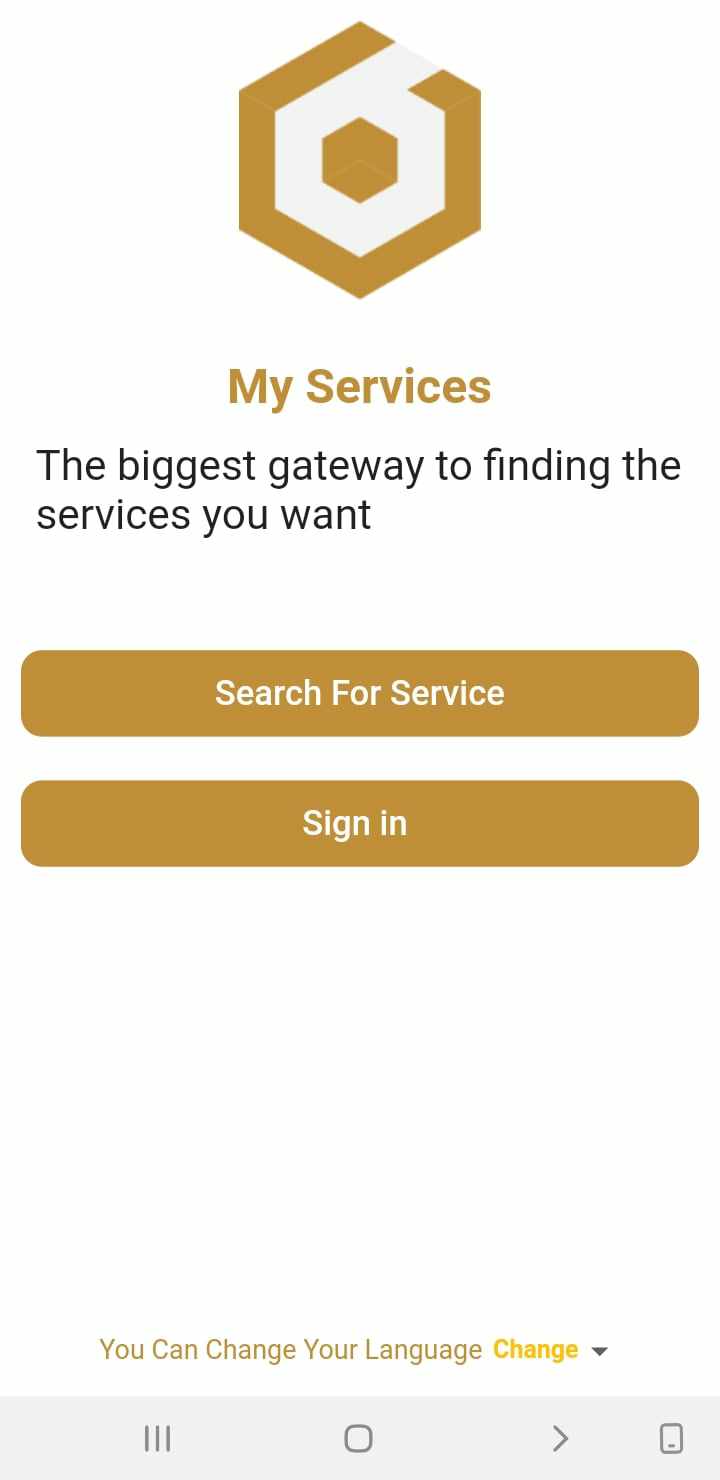 My Services
The biggest gateway to finding the
services you want
Search For Service
Sign in
You Can Change Your Language Change